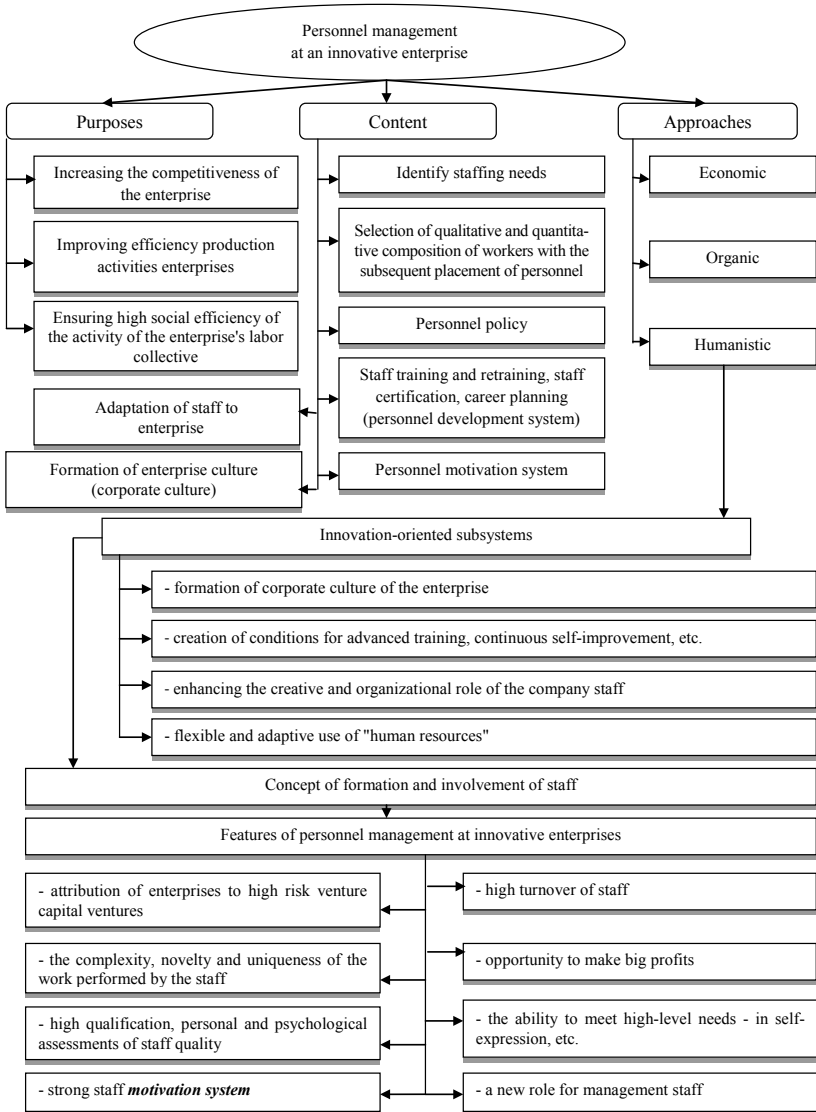 Personnel management
at an innovative enterprise
Purposes
Content
Approaches
Increasing the competitiveness of
the enterprise
Improving efficiency production
activities enterprises
Ensuring high social efficiency of
the activity of the enterprise's labor
collective
Adaptation of staff to
enterprise
Formation of enterprise culture
(corporate culture)
Identify staffing needs
Selection of qualitative and quantita-
tive composition of workers with the
subsequent placement of personnel
Personnel policy
Staff training and retraining, staff
certification, career planning
(personnel development system)
Personnel motivation system
Economic
Organic
Humanistic
Innovation-oriented subsystems
- formation of corporate culture of the enterprise
- creation of conditions for advanced training, continuous self-improvement, etc.
- enhancing the creative and organizational role of the company staff
- flexible and adaptive use of "human resources"
Concept of formation and involvement of staff
Features of personnel management at innovative enterprises
- attribution of enterprises to high risk venture
capital ventures
- the complexity, novelty and uniqueness of the
work performed by the staff
- high qualification, personal and psychological
assessments of staff quality
- strong staff motivation system
- high turnover of staff
- opportunity to make big profits
- the ability to meet high-level needs - in self-
expression, etc.
- a new role for management staff